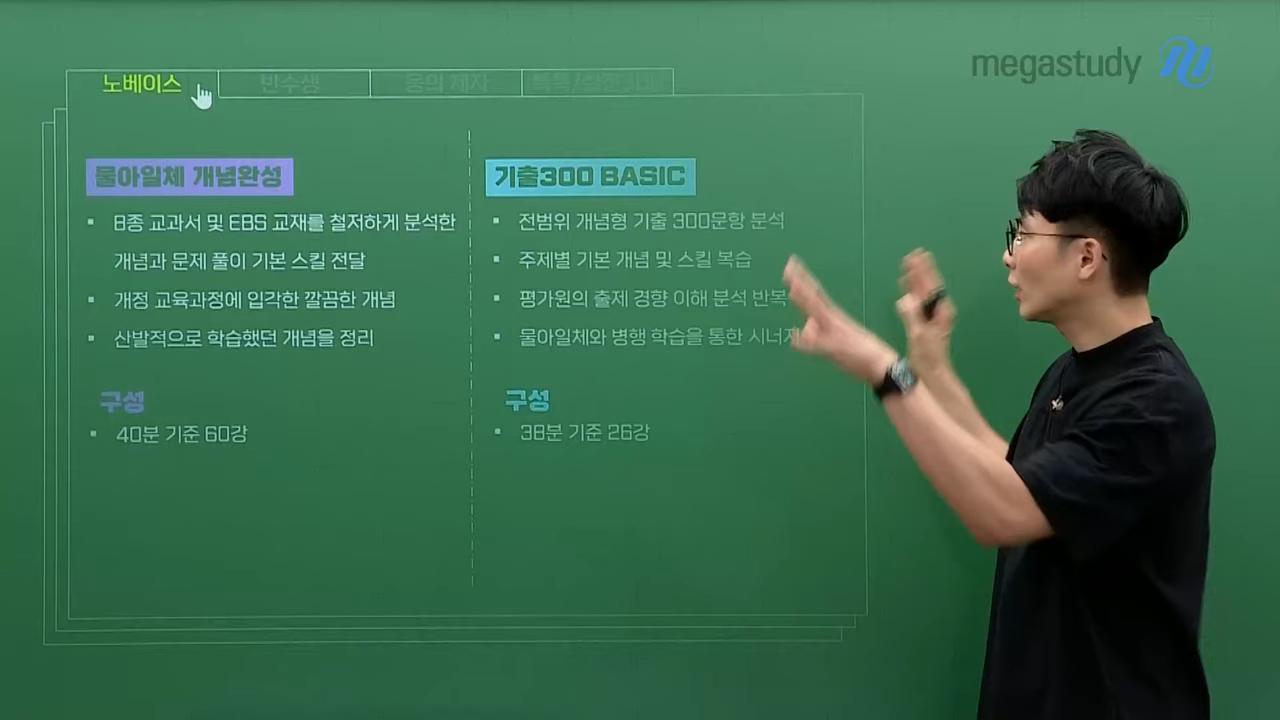 megastudy
노베이스
반수생
웅의 제자
물아일체 개념완성
8종 교과서 및 EBS 교재를 철저하게 분석한
개념과 문제 풀이 기본 스킬 전달
개정 교육과정에 입각한 깔끔한 개념
산발적으로 학습했던 개념을 정리
구성
40분 기준 60강
기출300 BASIC
전범위 개념형 기출 300문항 분석
주제별 기본 개념 및 스킬 복습
평가원의 출제 경향 이해 분석 반복
물아일체와 병행 학습을 통한 시너지
구성
38분 기준 26강